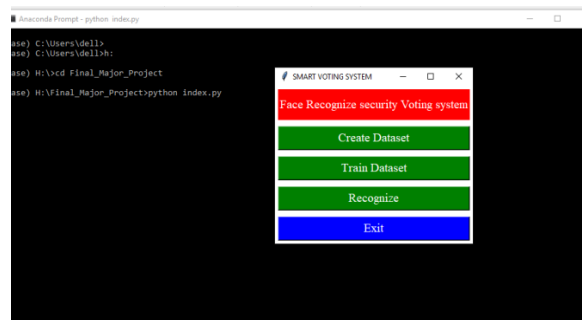 Anaconda Prompt - python index.py
ase) C:\Users\dell>
ase) C:\Users\dell>h:
ase) H:\>cd Final_Major_Project
ase) H:\Final_Major_Project>python index.py
SMART VOTING SYSTEM
Face Recognize security Voting system
Create Dataset
Train Dataset
Recognize
Exit